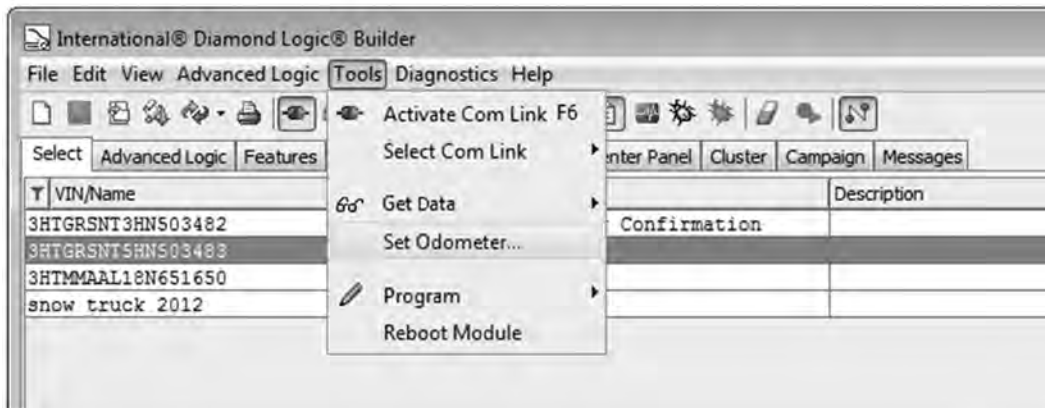 International® Diamond Logic® Builder
File Edit View Advanced Logic Tools Diagnostics Help
Activate Com Link F6
Select Com Link
Get Data
Set Odometer...
Program
Reboot Module
Select Advanced Logic Features enter Panel Cluster Campaign Messages
VIN/Name Description
3HTGRSNT3HN503482 Confirmation
3HTGRSNT5HN503483
3HTMMAAL18N651650
snow truck 2012